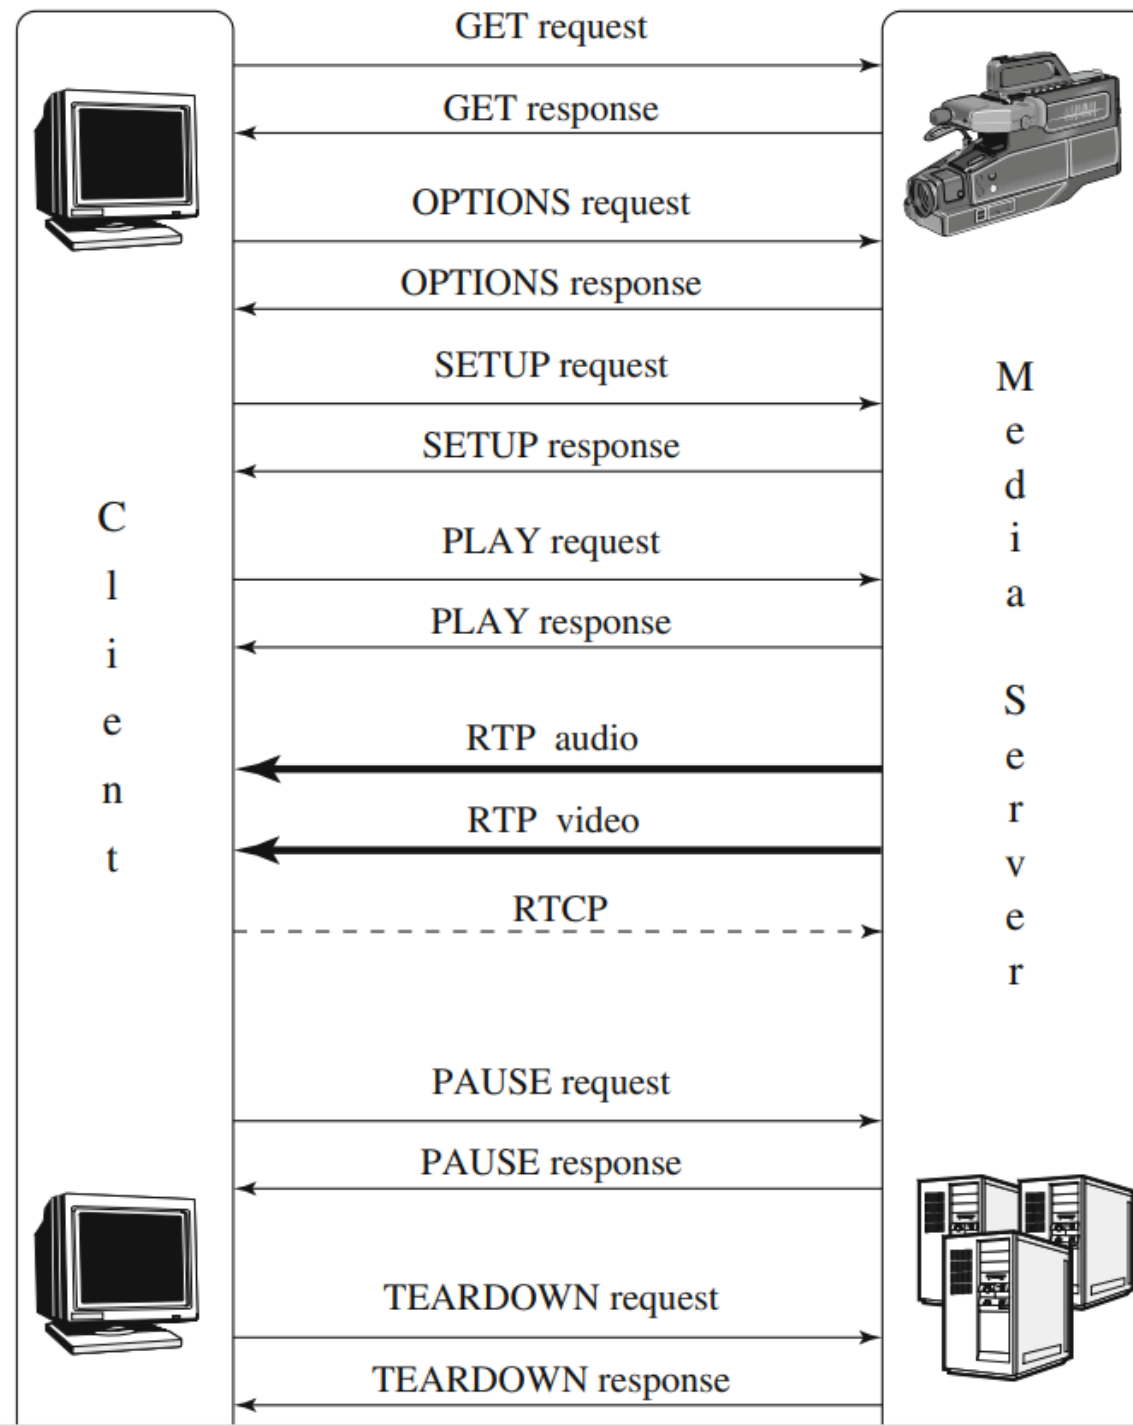 GET request
GET response
OPTIONS request
OPTIONS response
SETUP request
SETUP response
PLAY request
PLAY response
RTP audio
RTP video
RTCP
PAUSE request
PAUSE response
TEARDOWN request
TEARDOWN response
Client
Media Server